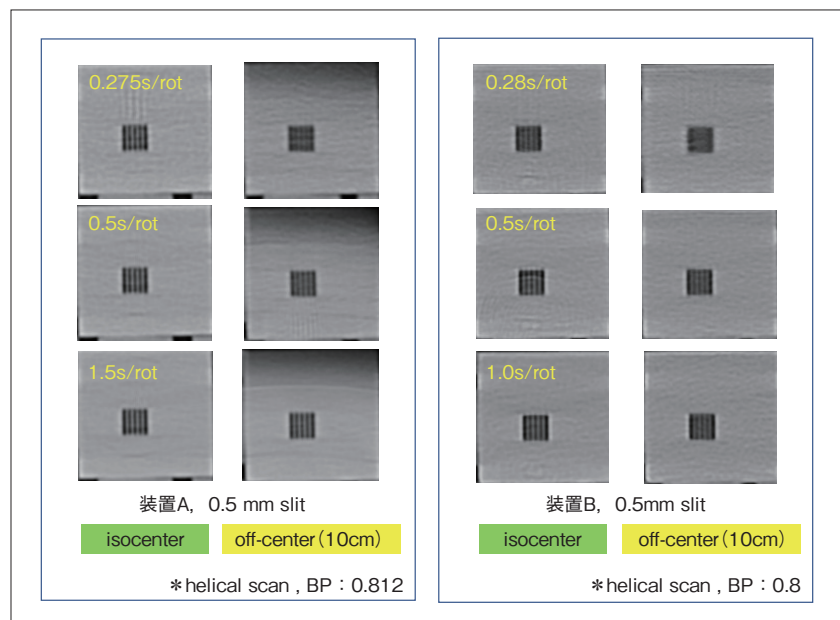 0.275s/rot
0.5s/rot
1.5s/rot
装置A, 0.5 mm slit
isocenter
off-center(10cm)
*helical scan , BP:0.812
0.28s/rot
0.5s/rot
1.0s/rot
装置B, 0.5mm slit
isocenter
off-center(10cm)
*helical scan , BP:0.8